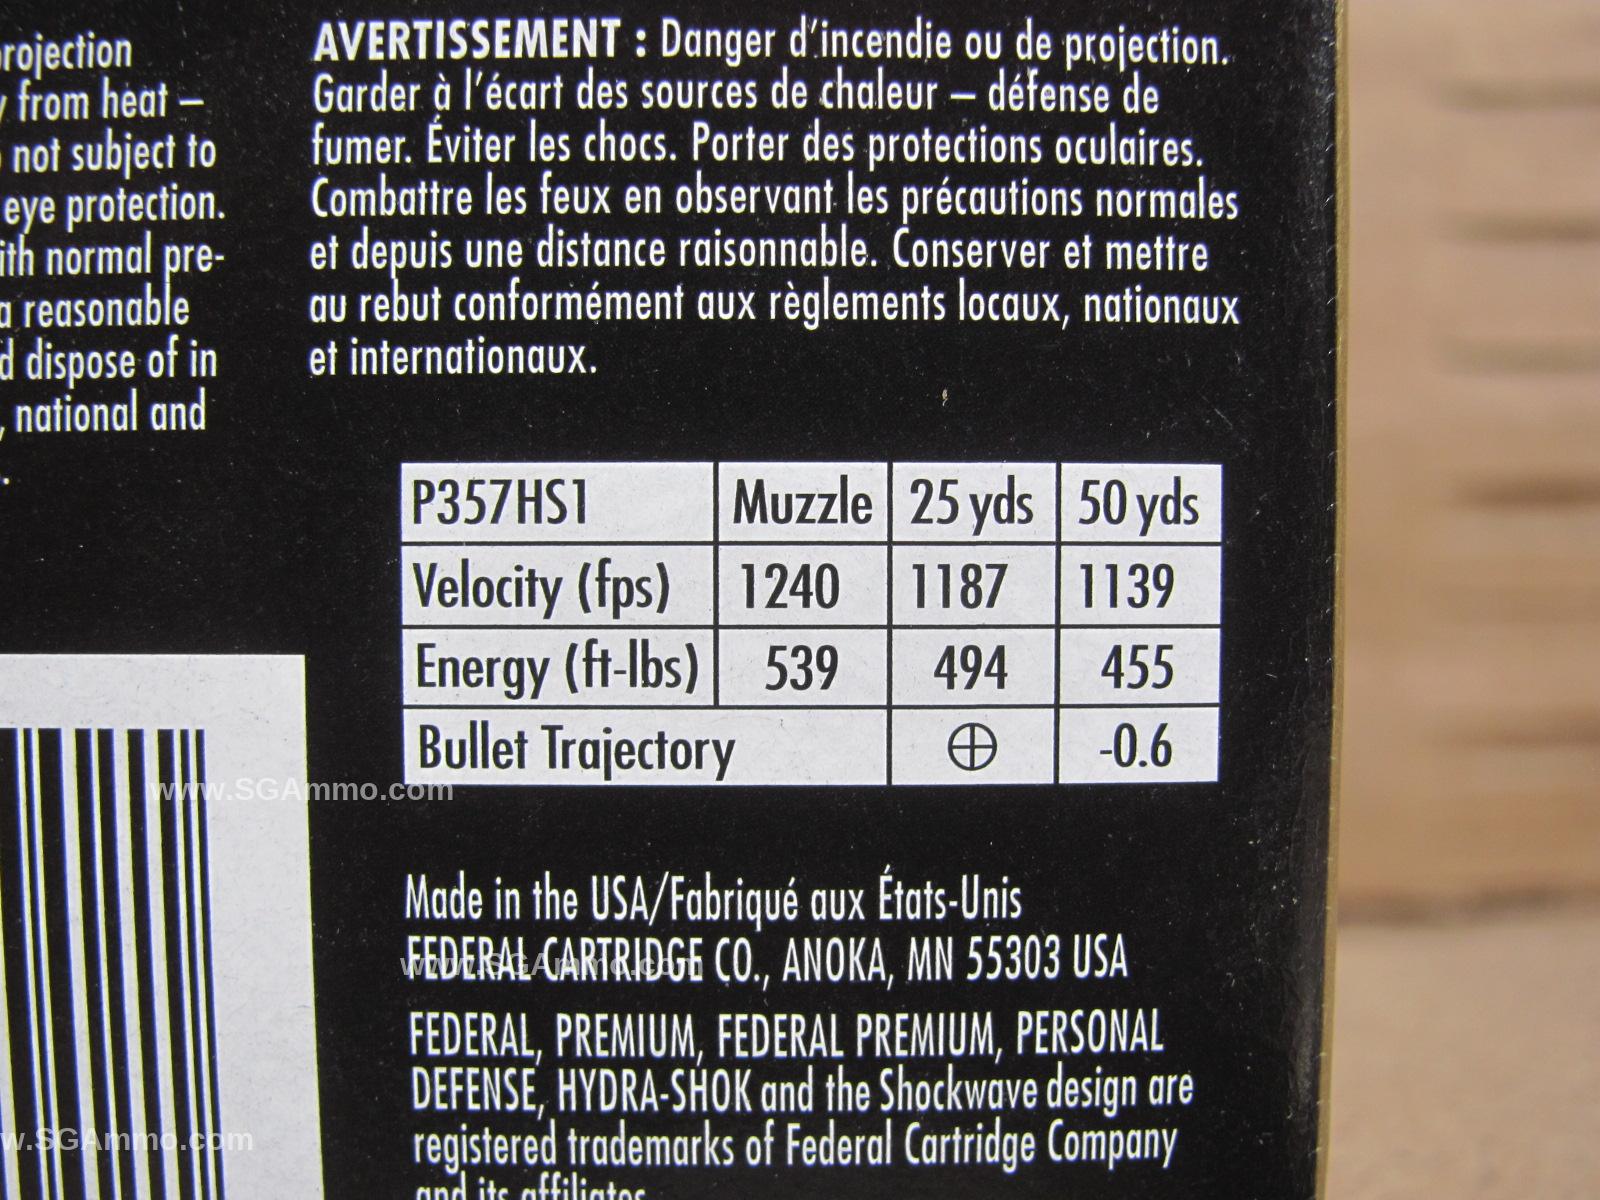 rojection
from heat –
not subject to
eye protection.
ith normal pre-
a reasonable
d dispose of in
, national and
.
AVERTISSEMENT : Danger d'incendie ou de projection.
Garder à l'écart des sources de chaleur – défense de
fumer. Éviter les chocs. Porter des protections oculaires.
Combattre les feux en observant les précautions normales
et depuis une distance raisonnable. Conserver et mettre
au rebut conformément aux règlements locaux, nationaux
et internationaux.
P357HS1 Muzzle 25 yds 50 yds
Velocity (fps) 1240 1187 1139
Energy (ft-lbs) 539 494 455
Bullet Trajectory ⊕ -0.6
www.SGAmmo.com
Made in the USA/Fabriqué aux États-Unis
FEDERAL CARTRIDGE CO., ANOKA, MN 55303 USA
www.SGAmmo.com
FEDERAL, PREMIUM, FEDERAL PREMIUM, PERSONAL
DEFENSE, HYDRA-SHOK and the Shockwave design are
registered trademarks of Federal Cartridge Company
and its affiliates.
w.SGAmmo.com